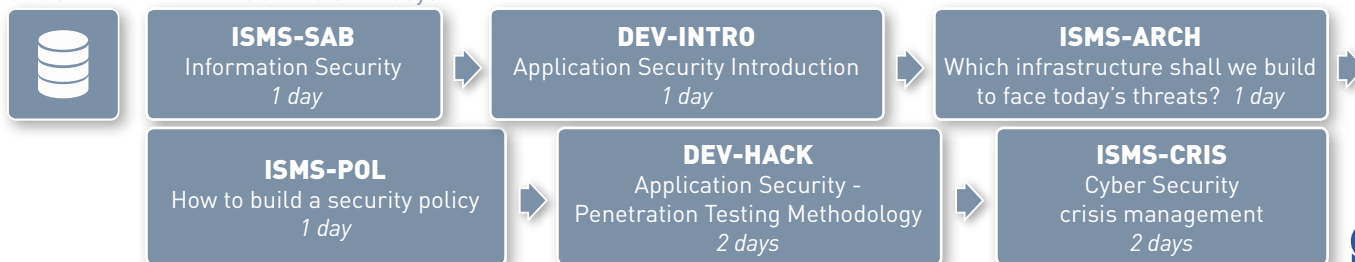 ISMS-SAB
Information Security
1 day
DEV-INTRO
Application Security Introduction
1 day
ISMS-ARCH
Which infrastructure shall we build
to face today's threats? 1 day
ISMS-POL
How to build a security policy
1 day
DEV-HACK
Application Security -
Penetration Testing Methodology
2 days
ISMS-CRIS
Cyber Security
crisis management
2 days